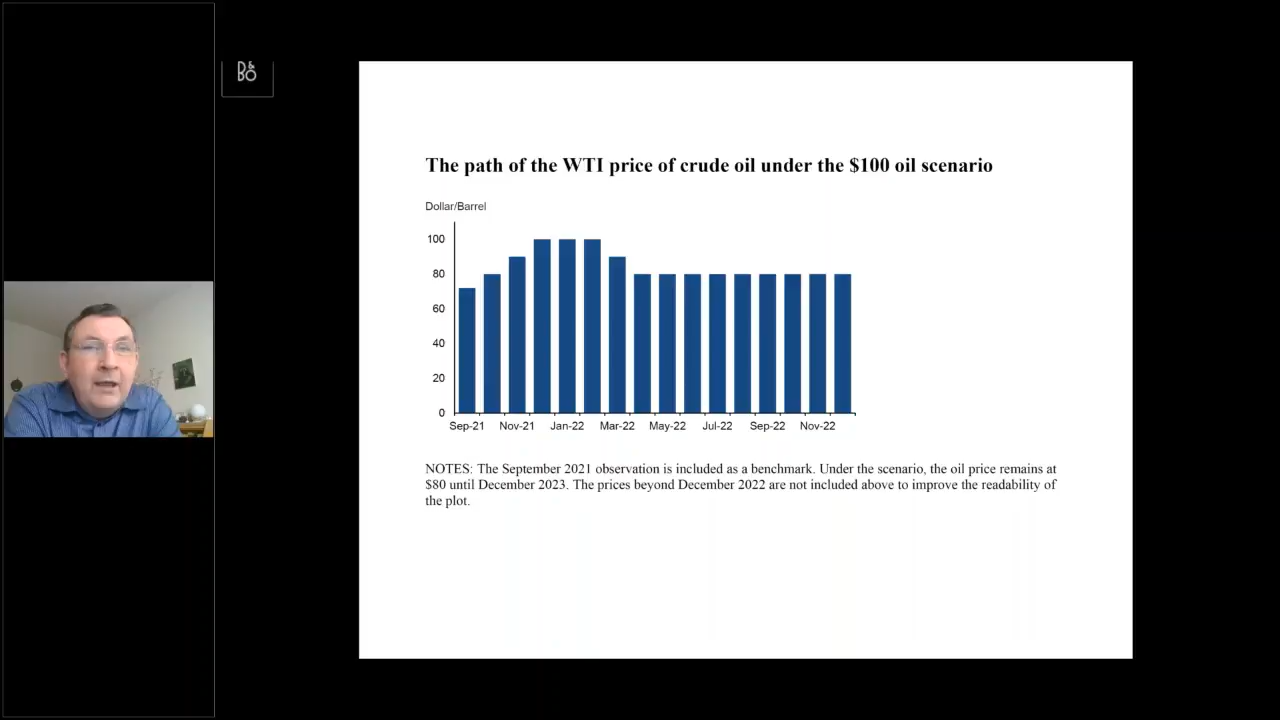 B&O
The path of the WTI price of crude oil under the $100 oil scenario
Dollar/Barrel
100
80
60
40
20
0
Sep-21 Nov-21 Jan-22 Mar-22 May-22 Jul-22 Sep-22 Nov-22
NOTES: The September 2021 observation is included as a benchmark. Under the scenario, the oil price remains at
$80 until December 2023. The prices beyond December 2022 are not included above to improve the readability of
the plot.